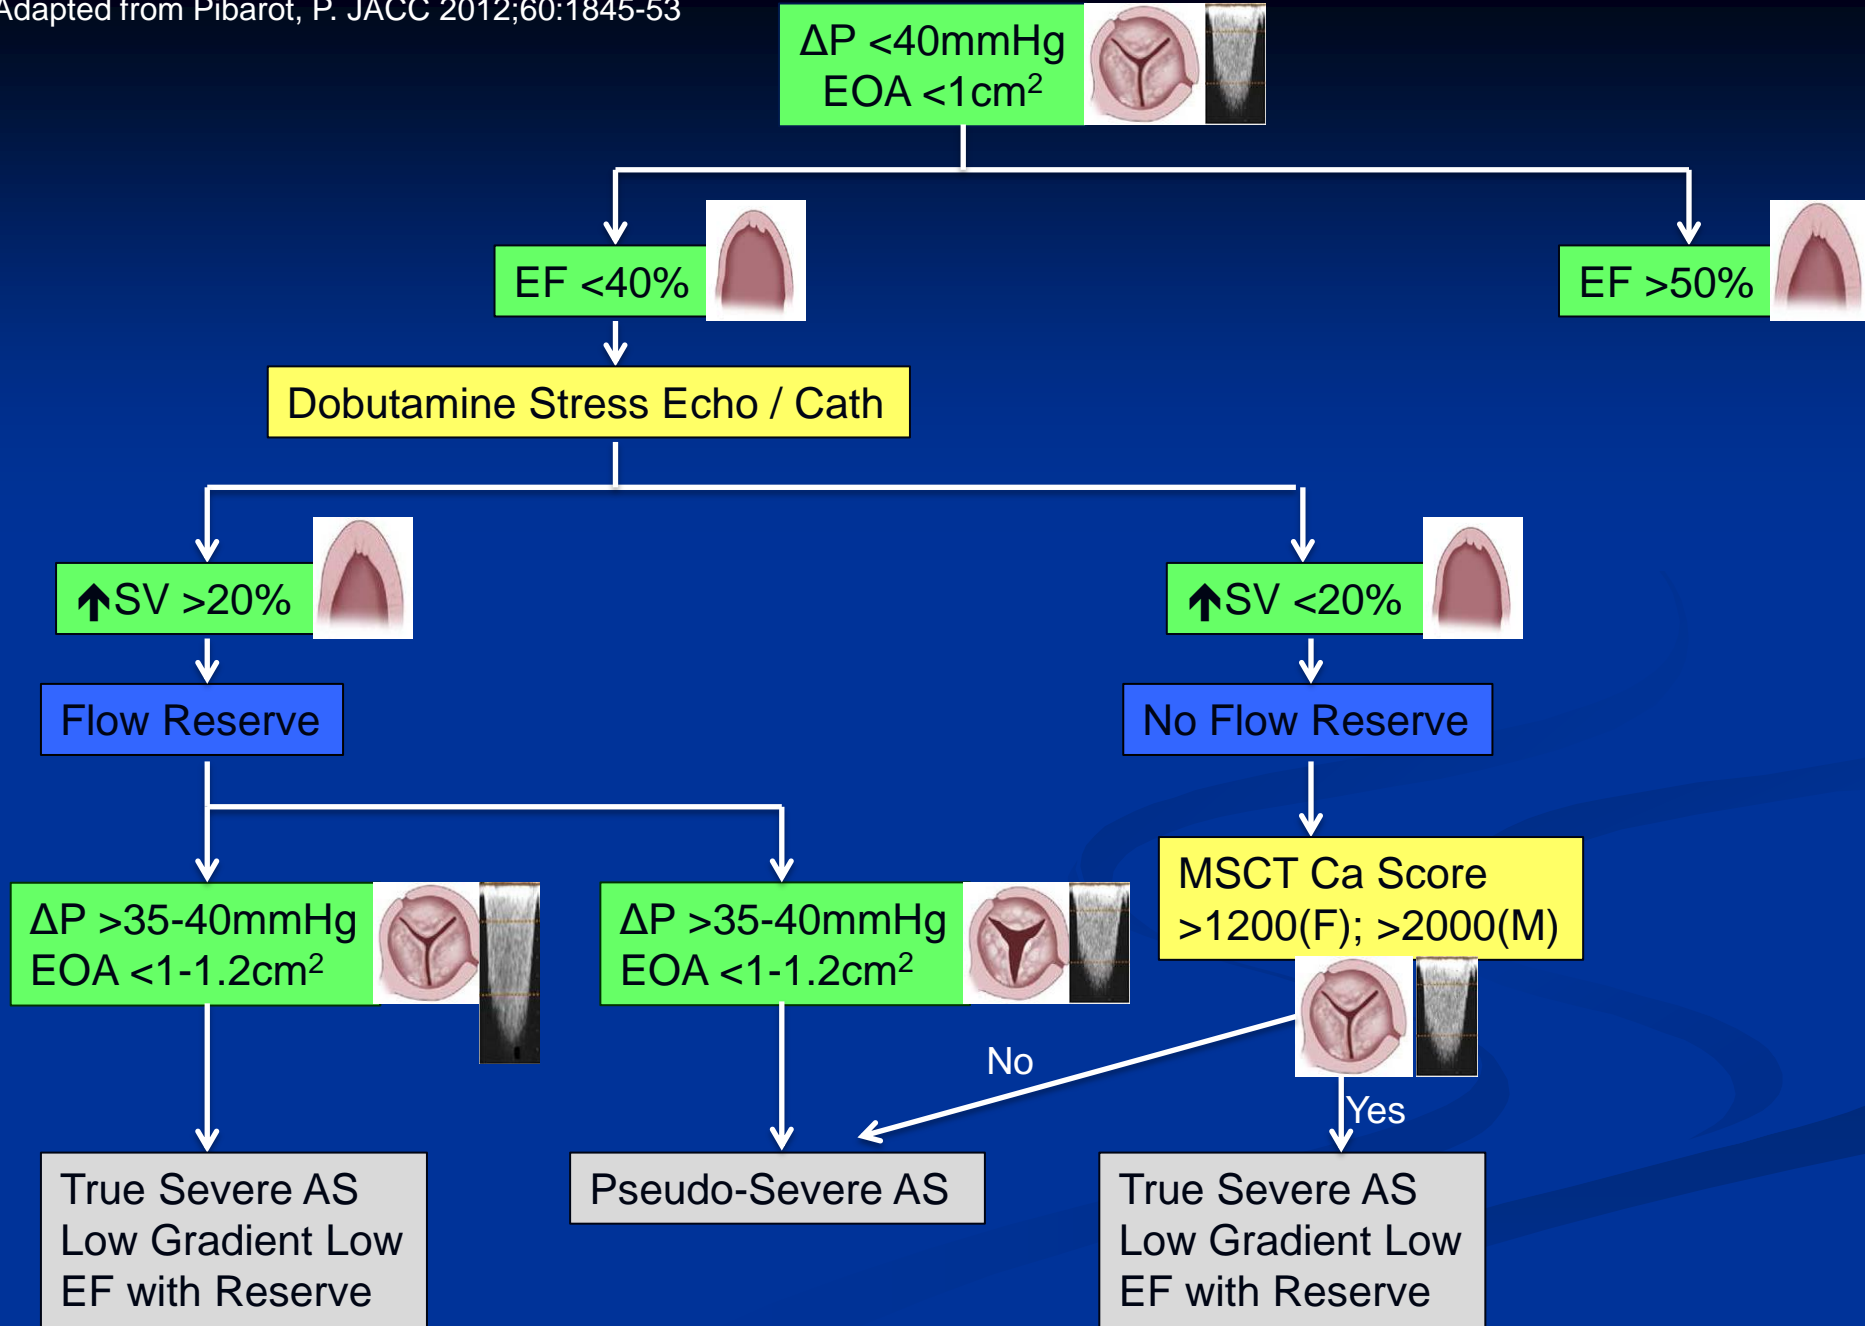 Adapted from Pibarot, P. JACC 2012;60:1845-53
ΔP <40mmHg
EOA <1cm²
EF <40%
EF >50%
Dobutamine Stress Echo / Cath
🡅SV >20%
🡅SV <20%
Flow Reserve
No Flow Reserve
ΔP >35-40mmHg
EOA <1-1.2cm²
ΔP >35-40mmHg
EOA <1-1.2cm²
MSCT Ca Score
>1200(F); >2000(M)
No
Yes
True Severe AS
Low Gradient Low
EF with Reserve
Pseudo-Severe AS
True Severe AS
Low Gradient Low
EF with Reserve